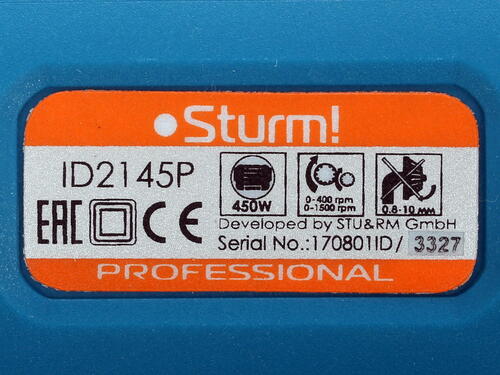 Sturm!
ID2145P
EAC CE
450W
0-400 rpm
0-1500 rpm
0.8-10 мм
Developed by STU&RM GmbH
Serial No.:170801ID/ 3327
PROFESSIONAL